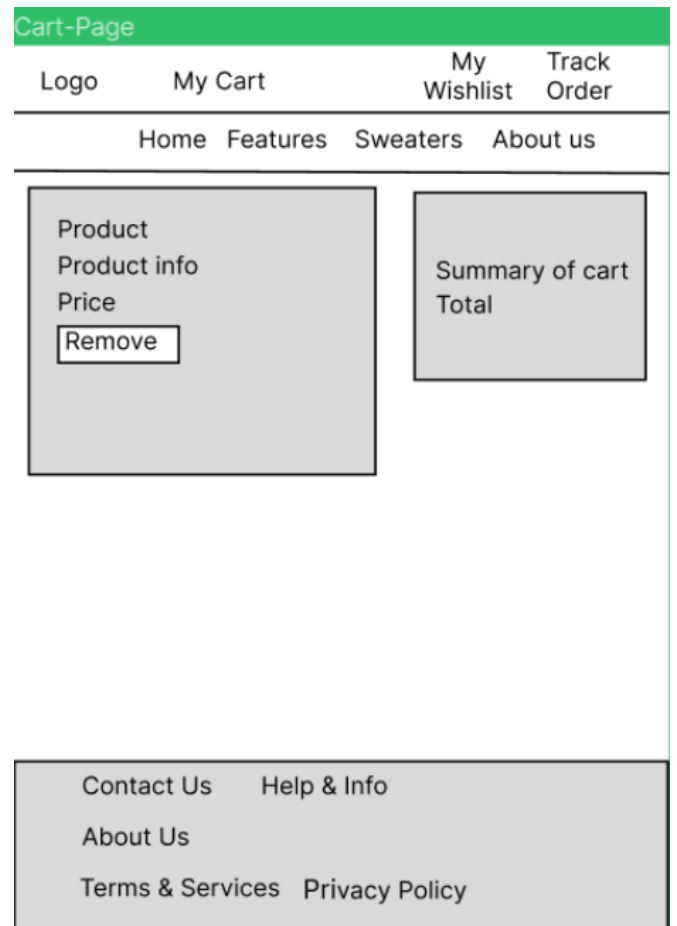 Cart-Page
Logo My Cart My Wishlist Track Order
Home Features Sweaters About us
Product
Product info
Price
Remove
Summary of cart
Total
Contact Us Help & Info
About Us
Terms & Services Privacy Policy